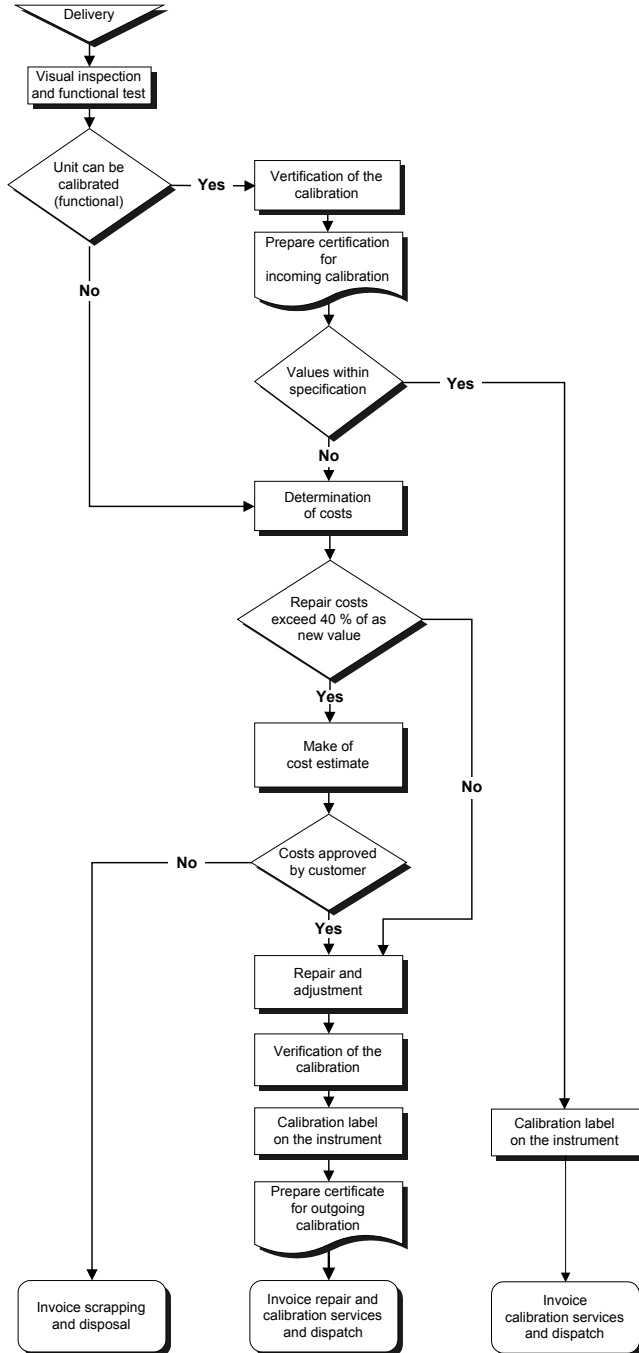 Delivery
Visual inspection
and functional test
Unit can be
calibrated
(functional)
Yes
Vertification of the
calibration
Prepare certification
for
incoming calibration
No
Values within
specification
Yes
No
Determination
of costs
Repair costs
exceed 40 % of as
new value
Yes
Make of
cost estimate
No
No
Costs approved
by customer
Yes
Repair and
adjustment
Verification of the
calibration
Calibration label
on the instrument
Calibration label
on the instrument
Prepare certificate
for outgoing
calibration
Invoice scrapping
and disposal
Invoice repair and
calibration services
and dispatch
Invoice
calibration services
and dispatch